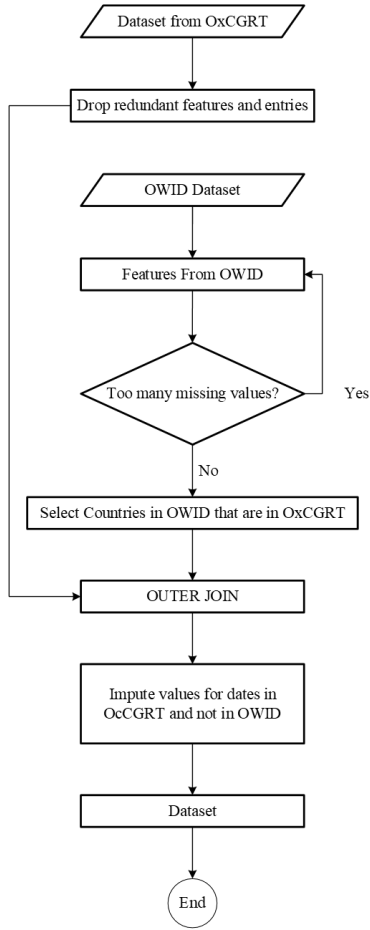 Dataset from OxCGRT
Drop redundant features and entries
OWID Dataset
Features From OWID
Too many missing values?
Yes
No
Select Countries in OWID that are in OxCGRT
OUTER JOIN
Impute values for dates in
OcCGRT and not in OWID
Dataset
End